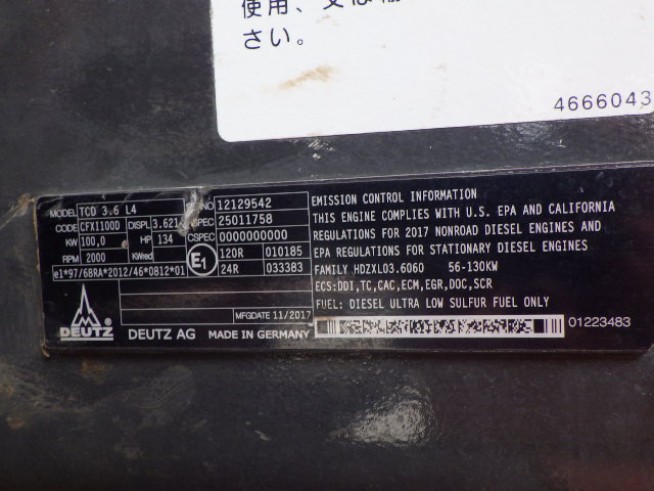 使用、又は
さい。
4666043
MODEL TCD 3.6 L4
CODE CFXI1000 DISPL 3.621
KW 100,0 HP 134
RPM 2000 KWred
e1*97/68RA*2012/46*0812*01
NO 12129542
SPEC 25011758
CSPEC 0000000000
E1 120R 010185
24R 033383
MFGDATE 11/2017
DEUTZ DEUTZ AG MADE IN GERMANY
EMISSION CONTROL INFORMATION
THIS ENGINE COMPLIES WITH U.S. EPA AND CALIFORNIA
REGULATIONS FOR 2017 NONROAD DIESEL ENGINES AND
EPA REGULATIONS FOR STATIONARY DIESEL ENGINES
FAMILY HDZXL03.6060 56-130KW
ECS:DDI,TC,CAC,ECM,EGR,DOC,SCR
FUEL: DIESEL ULTRA LOW SULFUR FUEL ONLY
01223483